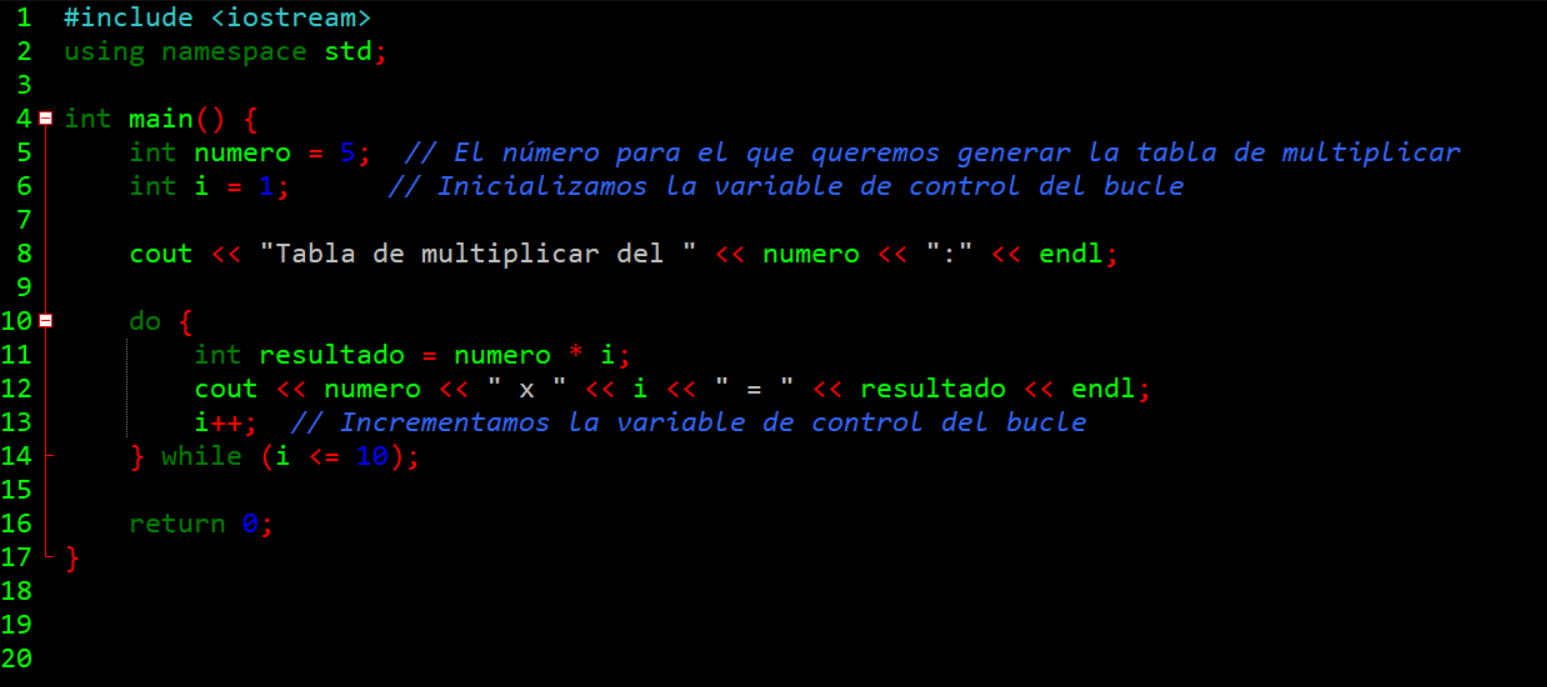 1 #include <iostream>
2 using namespace std;
3
4 int main() {
5     int numero = 5;  // El número para el que queremos generar la tabla de multiplicar
6     int i = 1;      // Inicializamos la variable de control del bucle
7
8     cout << "Tabla de multiplicar del " << numero << ":" << endl;
9
10     do {
11         int resultado = numero * i;
12         cout << numero << " x " << i << " = " << resultado << endl;
13         i++;  // Incrementamos la variable de control del bucle
14     } while (i <= 10);
15
16     return 0;
17 }
18
19
20